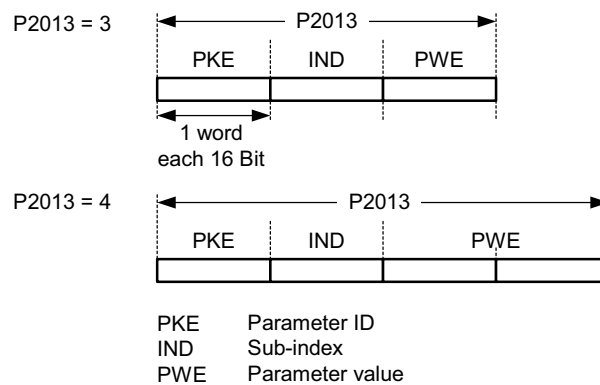 P2013 = 3 P2013
PKE IND PWE
1 word
each 16 Bit
P2013 = 4 P2013
PKE IND PWE
PKE Parameter ID
IND Sub-index
PWE Parameter value